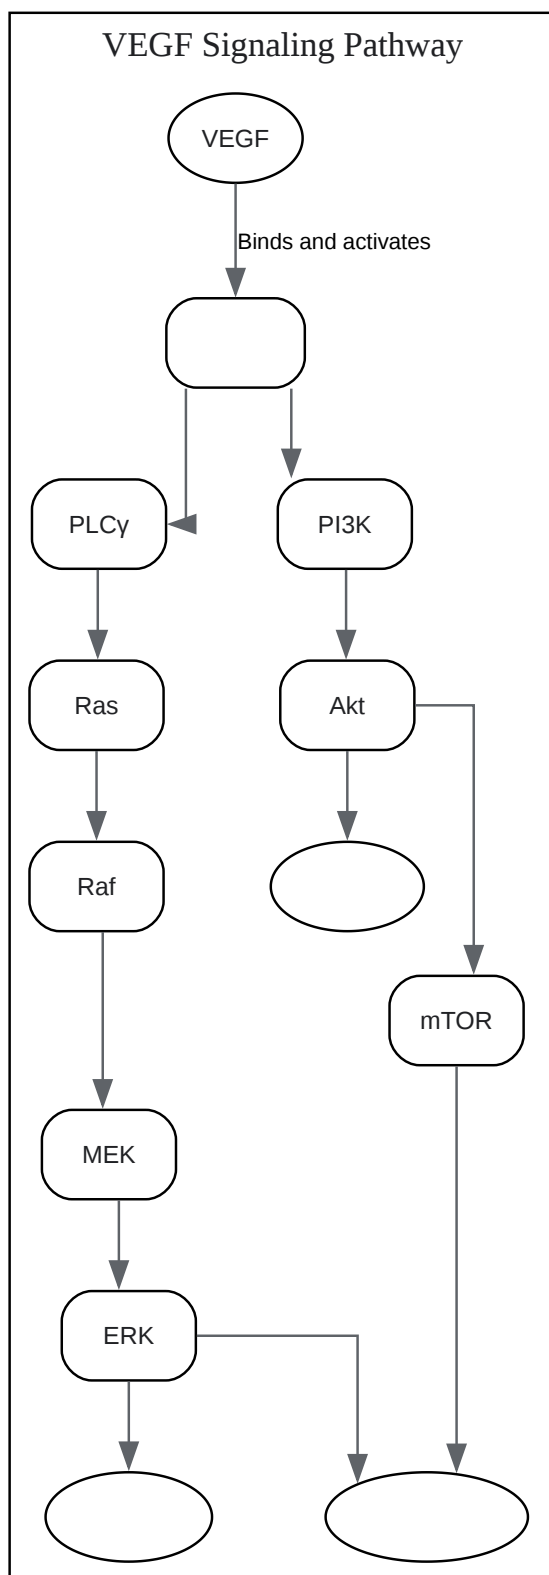 VEGF Signaling Pathway
VEGF
Binds and activates
PLCγ
PI3K
Ras
Akt
Raf
mTOR
MEK
ERK